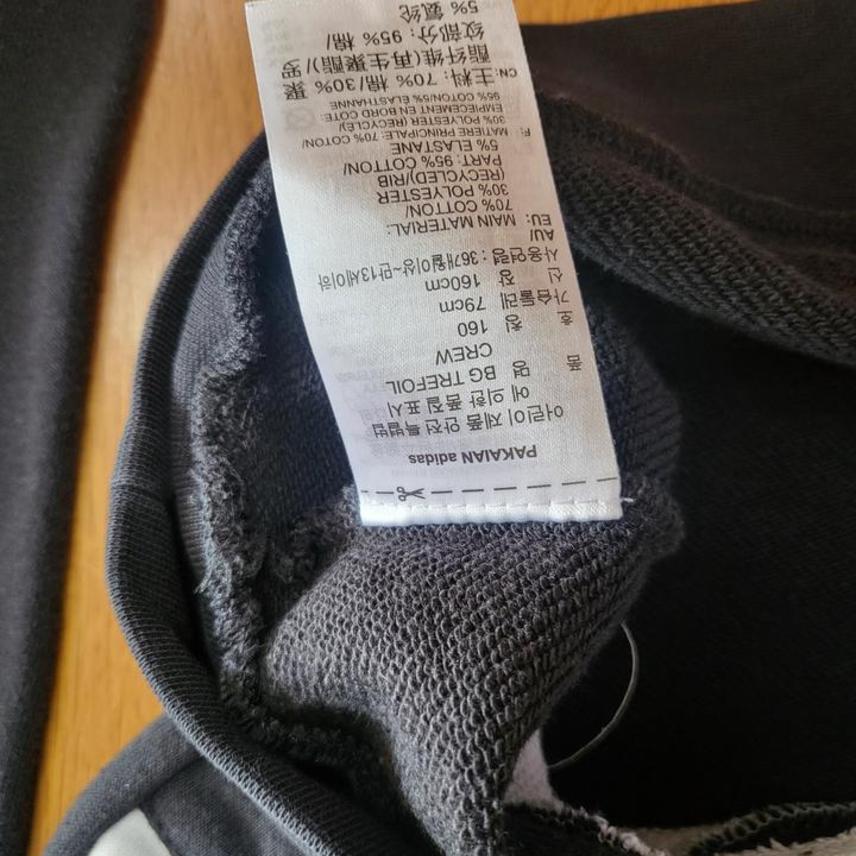 PAKAIAN adidas
어린이 제품 안전 특별법
에 의한 품질 표시
품 명 BG TREFOIL
CREW
호 칭 160
가슴둘레 79cm
신 장 160cm
사용연령 : 36개월이상~만13세이하
AU/
EU: MAIN MATERIAL:
70% COTTON/
30% POLYESTER
(RECYCLED)/RIB
PART: 95% COTTON/
5% ELASTANE
F: MATIERE PRINCIPALE: 70% COTON/
30% POLYESTER (RECYCLE)/
EMPIECEMENT EN BORD COTE:
95% COTON/5% ELASTHANNE
CN: 主料: 70% 棉/30% 聚
酯纤维(再生聚酯)/罗
纹部分: 95% 棉/
5% 氨纶